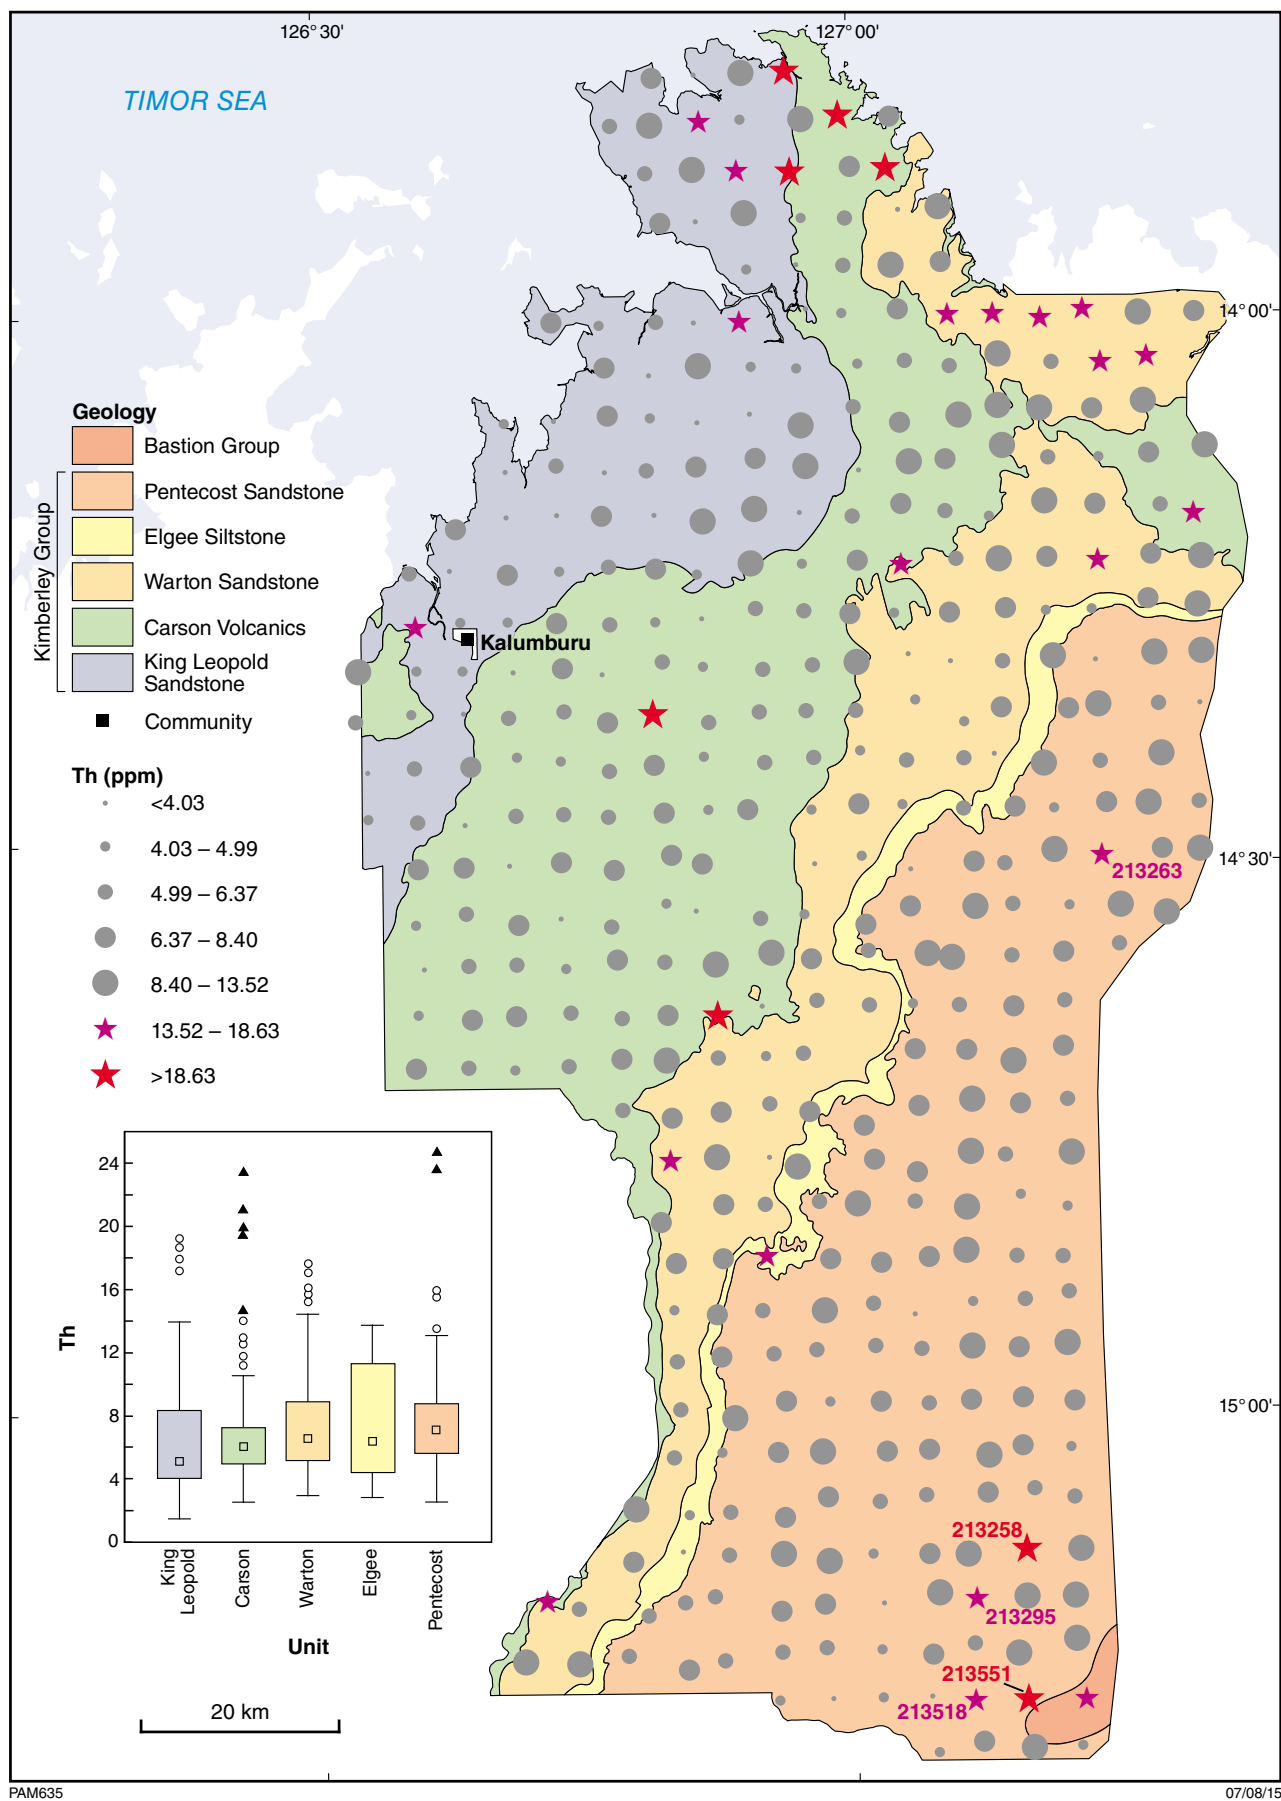 126° 30'
127° 00'
TIMOR SEA
14° 00'
Geology
Bastion Group
Pentecost Sandstone
Elgee Siltstone
Warton Sandstone
Carson Volcanics
King Leopold
Sandstone
Kimberley Group
Community
Kalumburu
Th (ppm)
<4.03
4.03 – 4.99
4.99 – 6.37
6.37 – 8.40
8.40 – 13.52
13.52 – 18.63
>18.63
14° 30'
213263
24
20
16
12
8
4
0
Th
King
Leopold
Carson
Warton
Elgee
Pentecost
Unit
15° 00'
213258
213295
213551
213518
20 km
PAM635
07/08/15